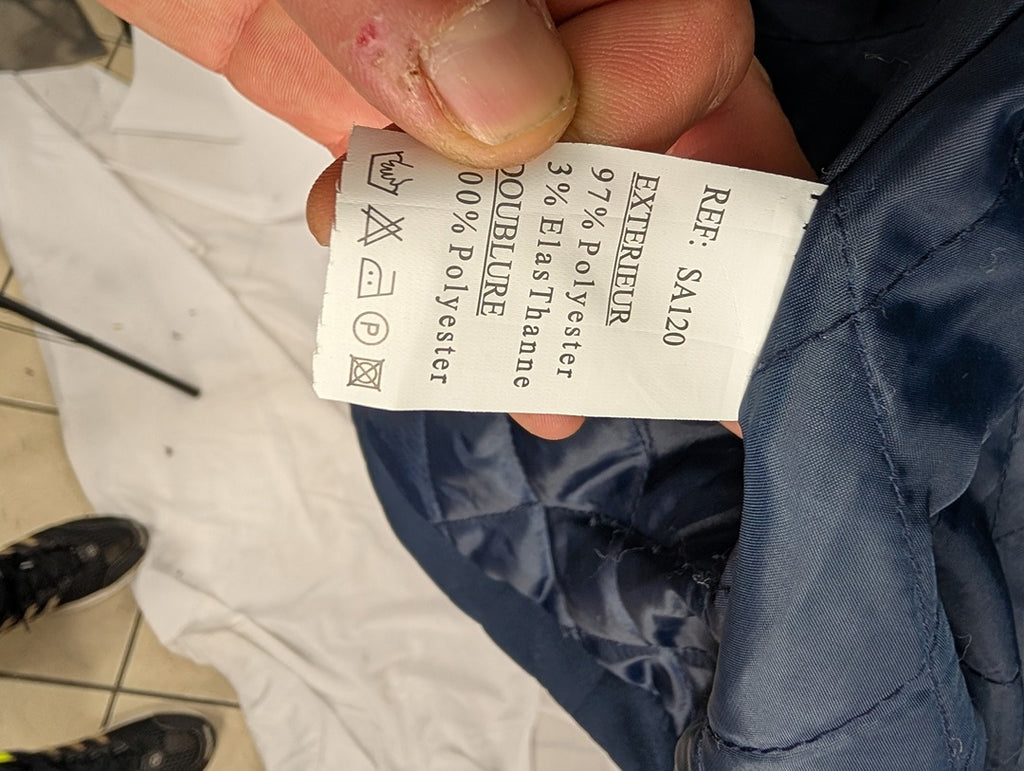 REF: SA120
EXTERIEUR
97% Polyester
3% ElasThanne
DOUBLURE
00% Polyester
P